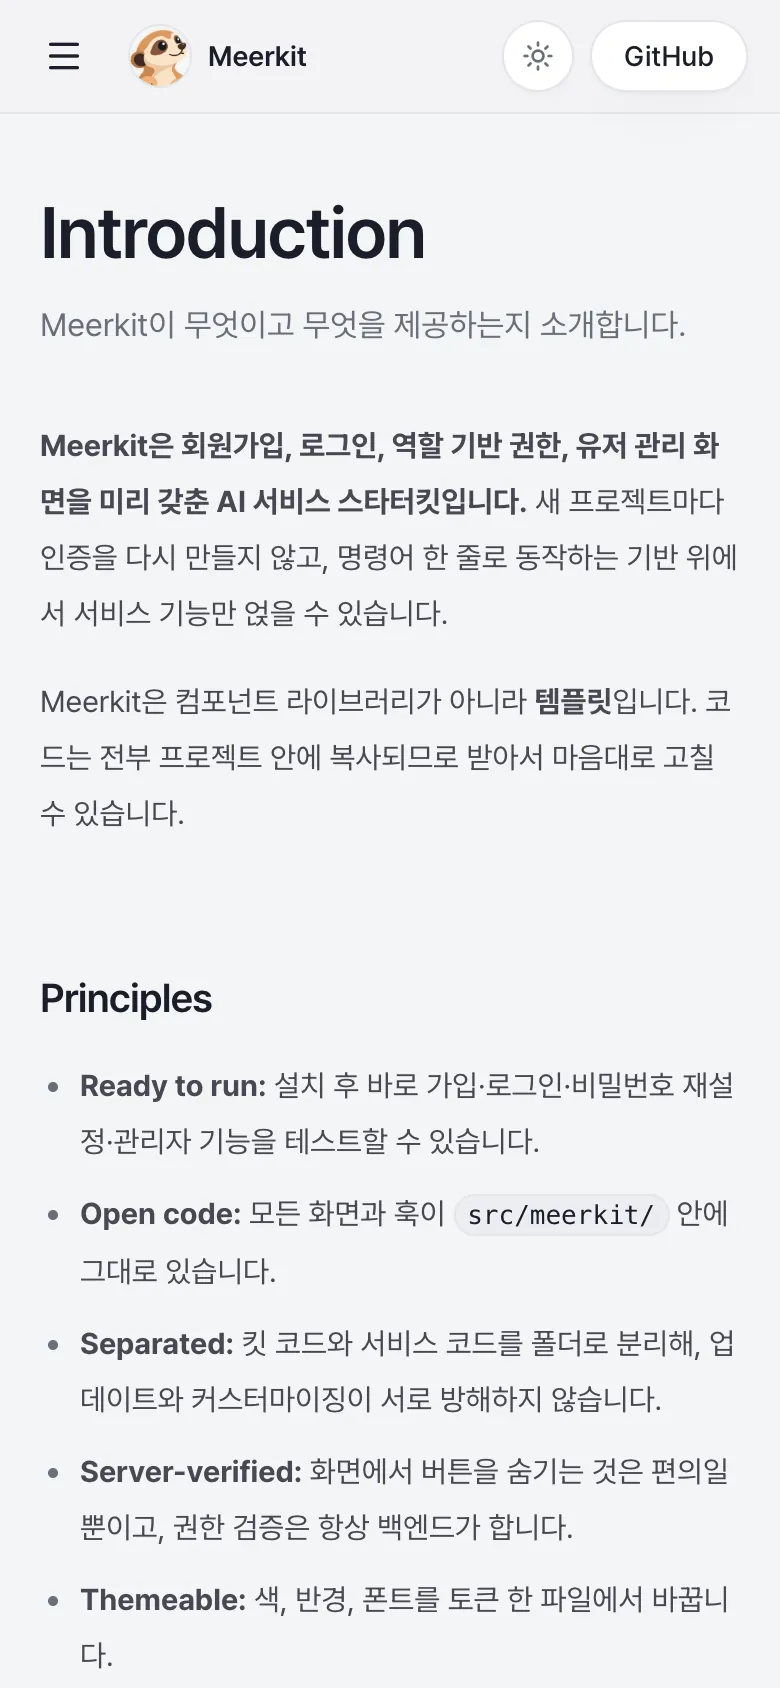 Meerkit
GitHub
Introduction
Meerkit이 무엇이고 무엇을 제공하는지 소개합니다.
Meerkit은 회원가입, 로그인, 역할 기반 권한, 유저 관리 화
면을 미리 갖춘 AI 서비스 스타터킷입니다. 새 프로젝트마다
인증을 다시 만들지 않고, 명령어 한 줄로 동작하는 기반 위에
서 서비스 기능만 얹을 수 있습니다.
Meerkit은 컴포넌트 라이브러리가 아니라 템플릿입니다. 코
드는 전부 프로젝트 안에 복사되므로 받아서 마음대로 고칠
수 있습니다.
Principles
• Ready to run: 설치 후 바로 가입·로그인·비밀번호 재설
정·관리자 기능을 테스트할 수 있습니다.
• Open code: 모든 화면과 훅이 src/meerkit/ 안에
그대로 있습니다.
• Separated: 킷 코드와 서비스 코드를 폴더로 분리해, 업
데이트와 커스터마이징이 서로 방해하지 않습니다.
• Server-verified: 화면에서 버튼을 숨기는 것은 편의일
뿐이고, 권한 검증은 항상 백엔드가 합니다.
• Themeable: 색, 반경, 폰트를 토큰 한 파일에서 바꿉니
다.